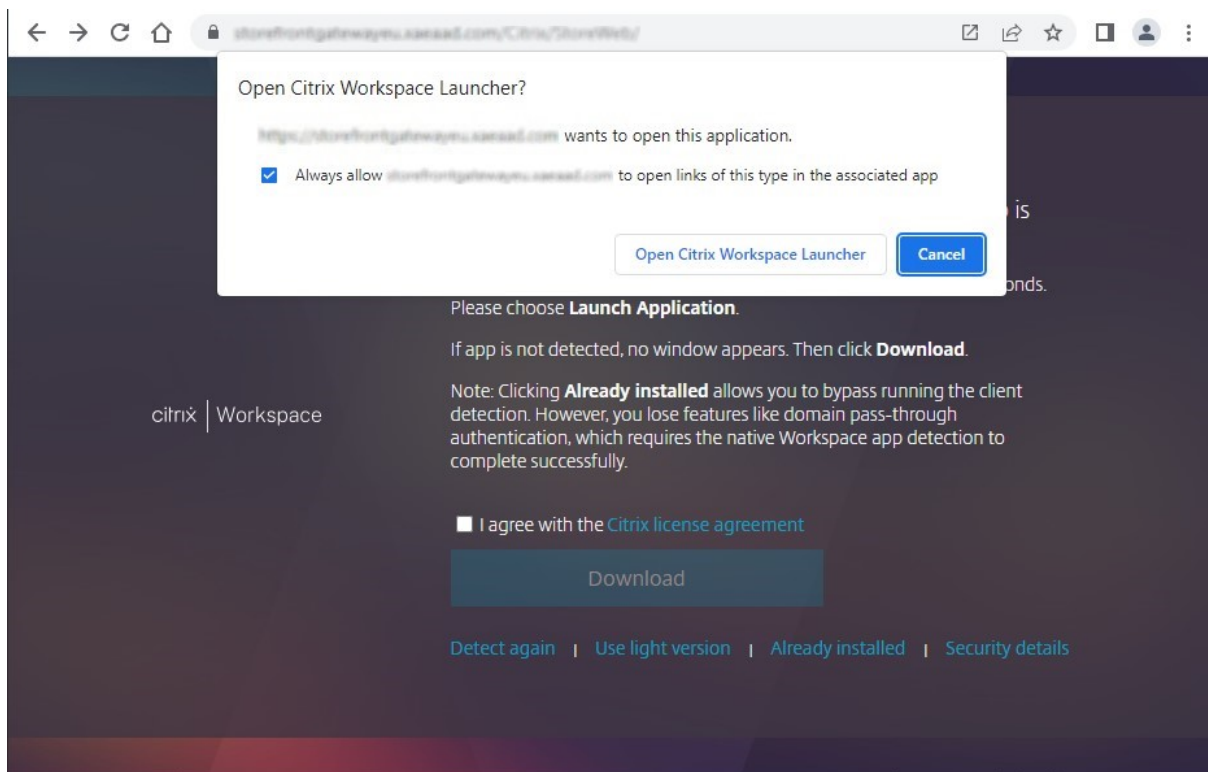 Open Citrix Workspace Launcher?
wants to open this application.
Always allow to open links of this type in the associated app
Open Citrix Workspace Launcher
Cancel
is
onds.
Please choose Launch Application.
If app is not detected, no window appears. Then click Download.
Note: Clicking Already installed allows you to bypass running the client
detection. However, you lose features like domain pass-through
authentication, which requires the native Workspace app detection to
complete successfully.
citrix | Workspace
I agree with the Citrix license agreement
Download
Detect again | Use light version | Already installed | Security details